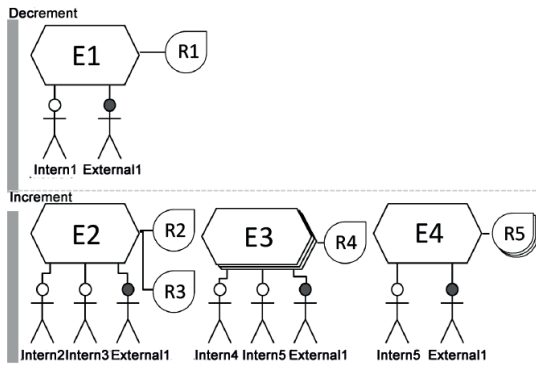 Decrement
E1 R1
Intern1 External1
Increment
E2 R2 E3 R4 E4 R5
R3
Intern2 Intern3 External1 Intern4 Intern5 External1 Intern5 External1